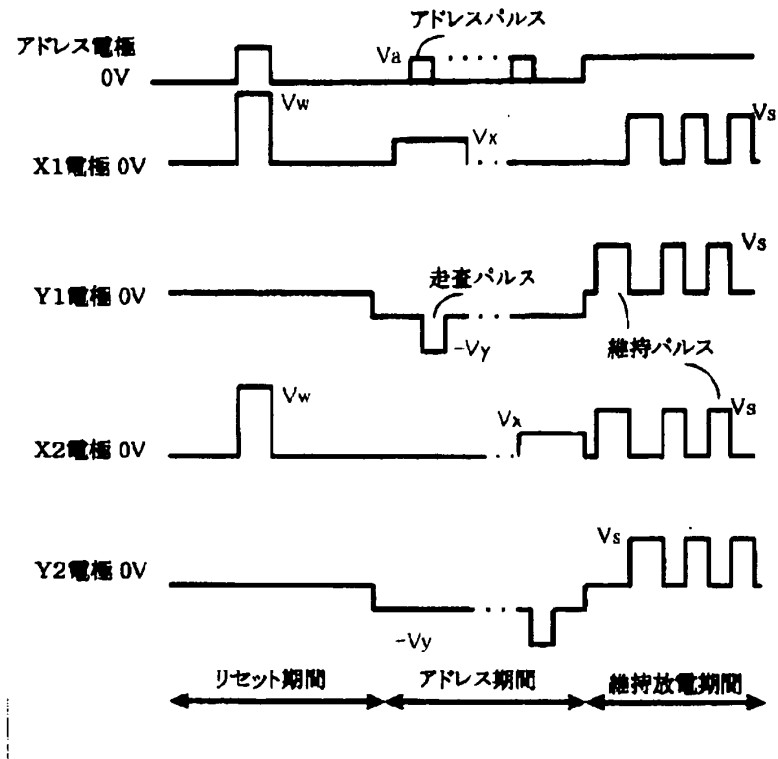 アドレスパルス
アドレス電極
0V
Va
Vw
Vs
Vx
X1電極 0V
Vs
走査パルス
Y1電極 0V
-Vy
維持パルス
Vw
Vx
Vs
X2電極 0V
Vs
Y2電極 0V
-Vy
リセット期間
アドレス期間
維持放電期間